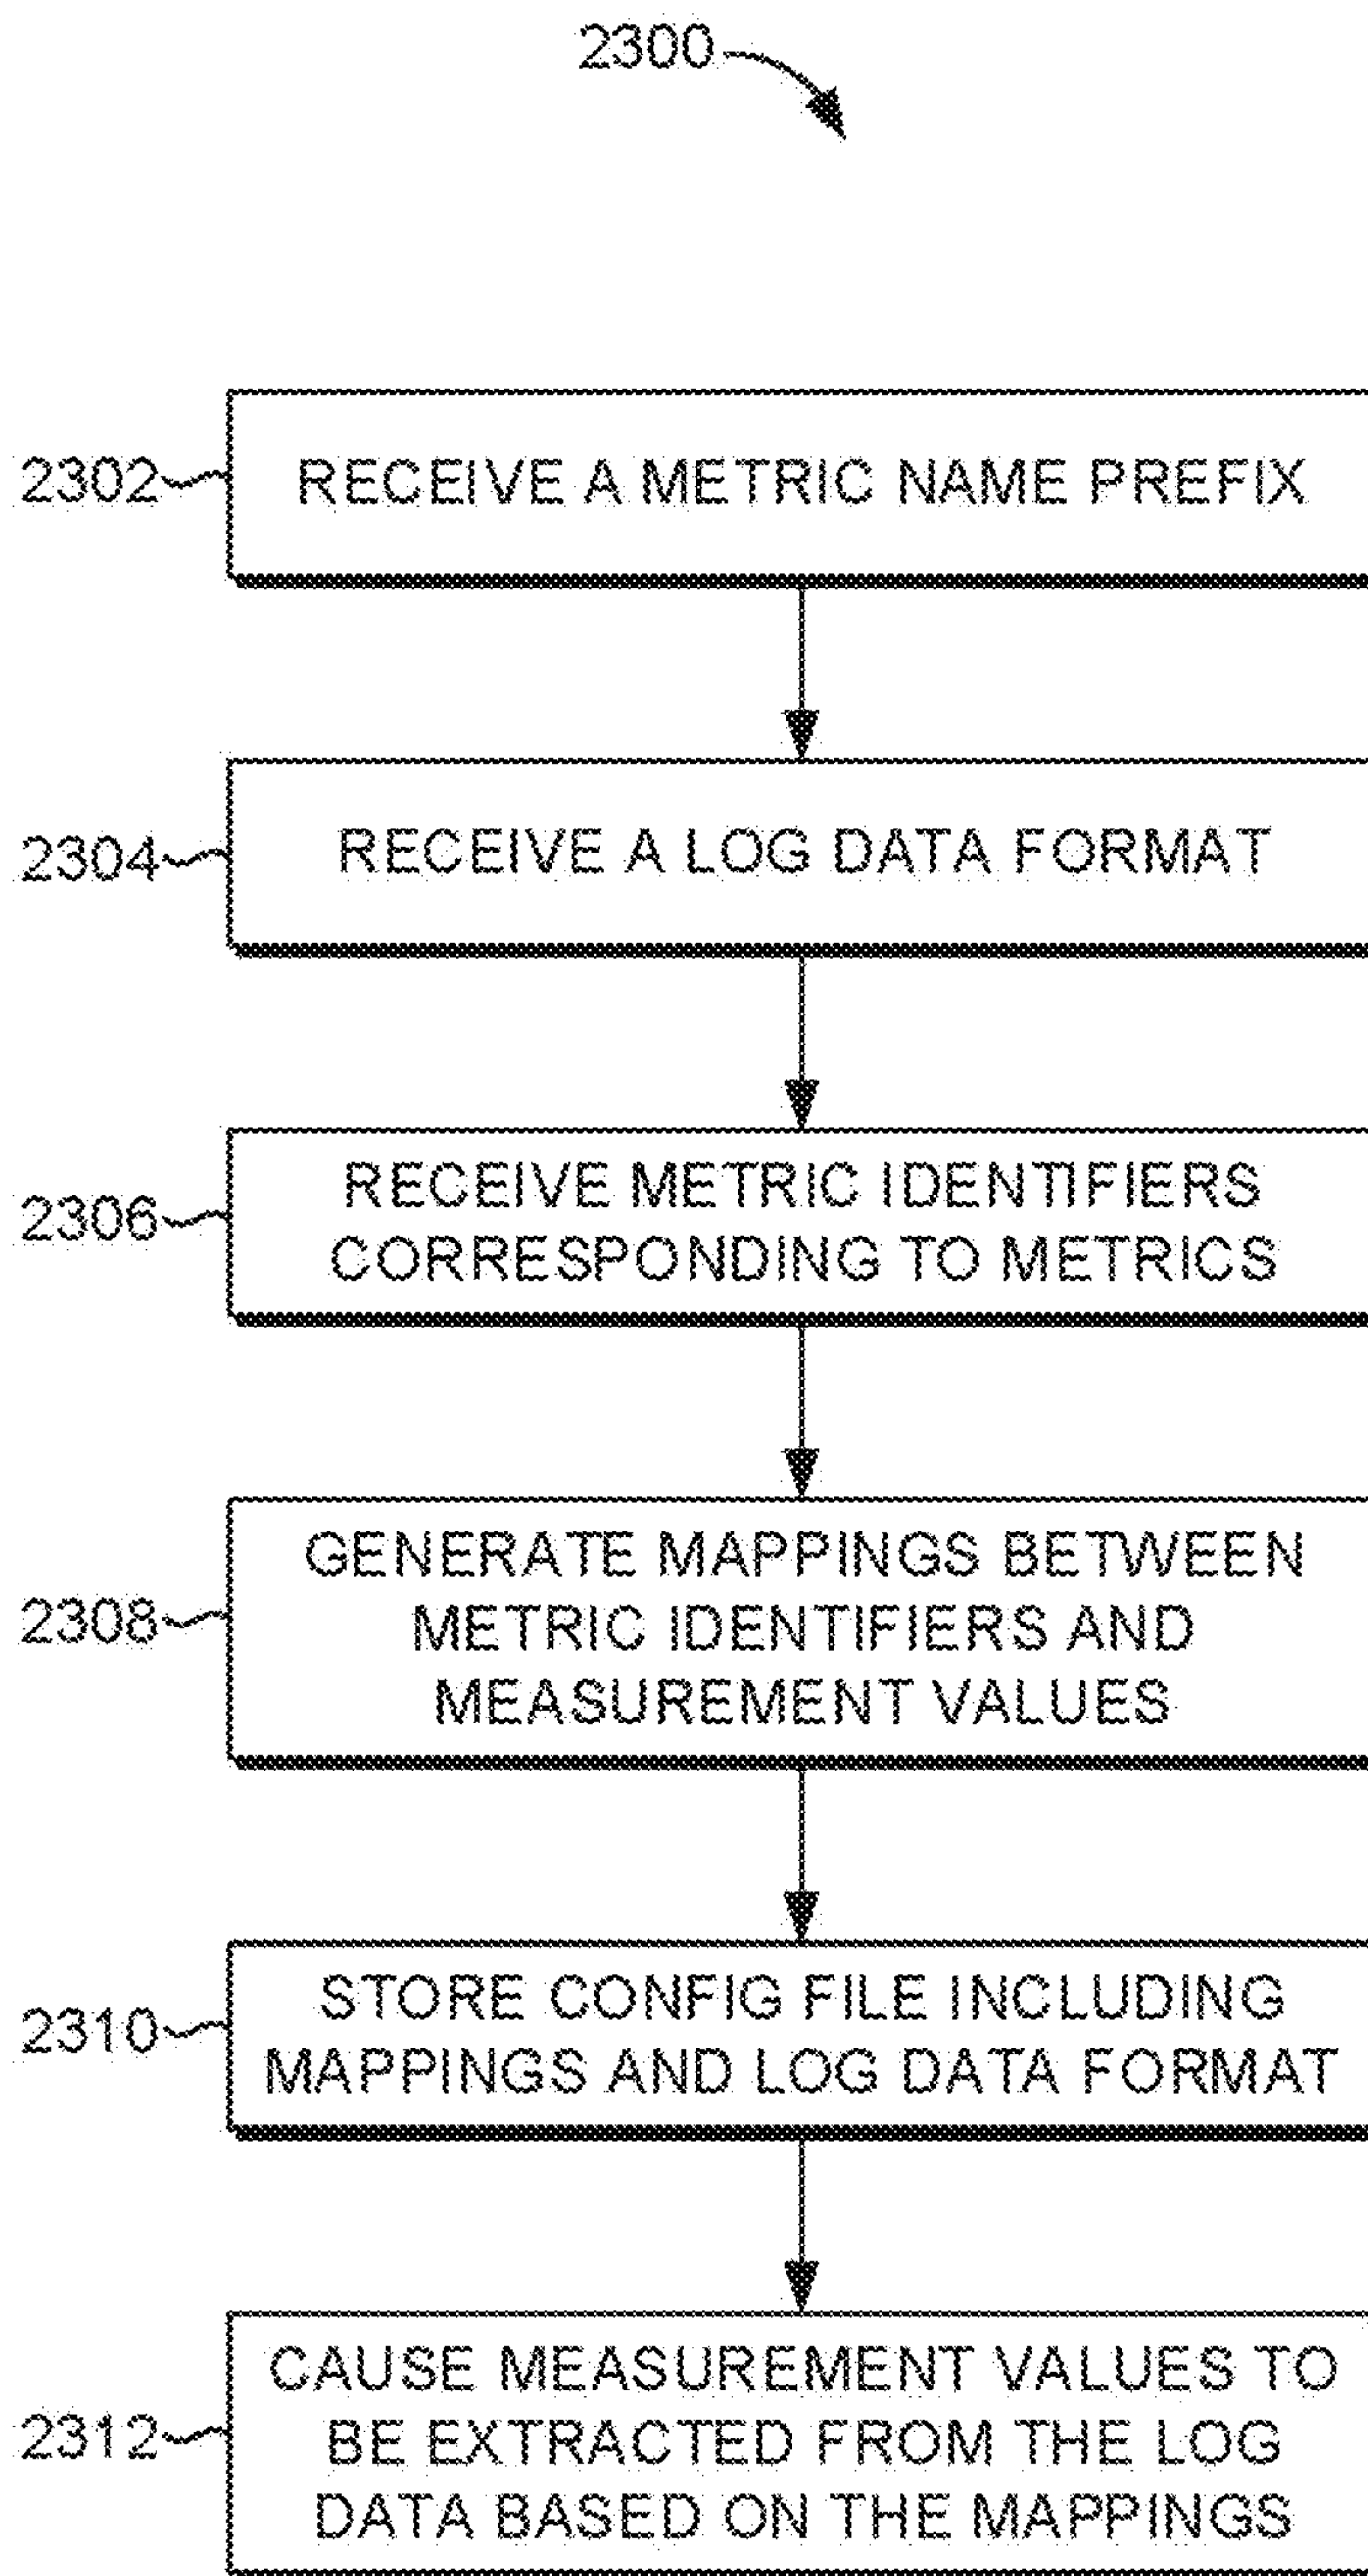 2300
2302
RECEIVE A METRIC NAME PREFIX
2304
RECEIVE A LOG DATA FORMAT
2306
RECEIVE METRIC IDENTIFIERS
CORRESPONDING TO METRICS
2308
GENERATE MAPPINGS BETWEEN
METRIC IDENTIFIERS AND
MEASUREMENT VALUES
2310
STORE CONFIG FILE INCLUDING
MAPPINGS AND LOG DATA FORMAT
2312
CAUSE MEASUREMENT VALUES TO
BE EXTRACTED FROM THE LOG
DATA BASED ON THE MAPPINGS